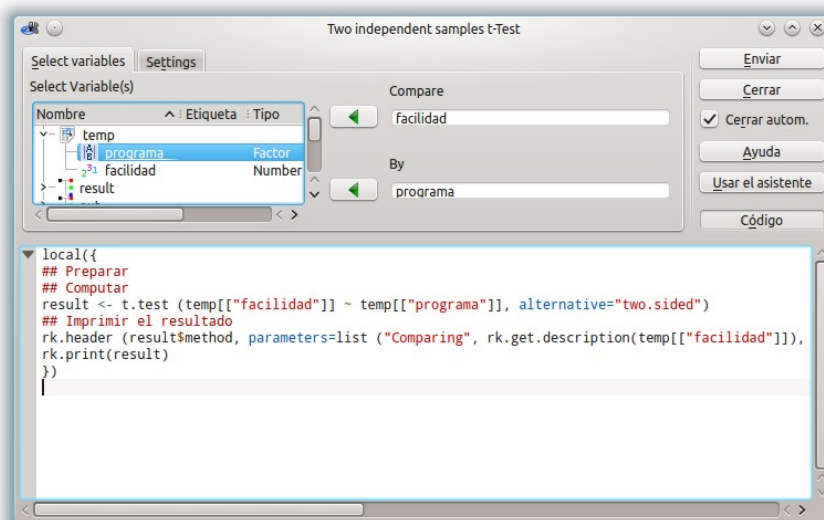 Two independent samples t-Test
Select variables
Settings
Select Variable(s)
Nombre Etiqueta Tipo
temp
programa Factor
facilidad Number
result
Compare
facilidad
By
programa
Enviar
Cerrar
Cerrar autom.
Ayuda
Usar el asistente
Código
local({
## Preparar
## Computar
result <- t.test (temp[["facilidad"]] ~ temp[["programa"]], alternative="two.sided")
## Imprimir el resultado
rk.header (result$method, parameters=list ("Comparing", rk.get.description(temp[["facilidad"]]),
rk.print(result)
})